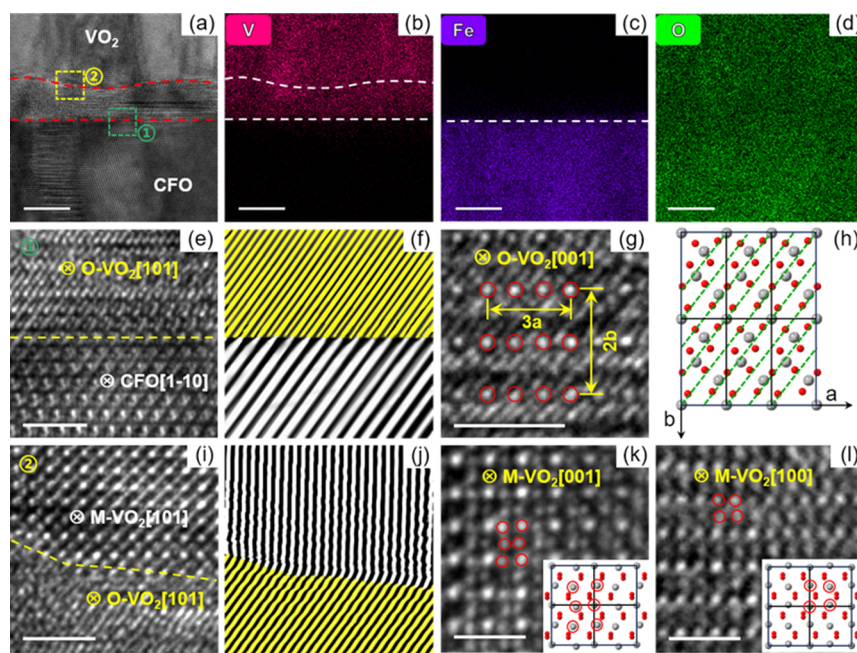 (a)
VO₂
②
①
CFO
V
(b)
Fe
(c)
O
(d)
①
(e)
⊗ O-VO₂[101]
⊗ CFO[1-10]
(f)
(g)
⊗ O-VO₂[001]
3a
2b
(h)
a
b
②
(i)
⊗ M-VO₂[101]
⊗ O-VO₂[101]
(j)
(k)
⊗ M-VO₂[001]
(l)
⊗ M-VO₂[100]